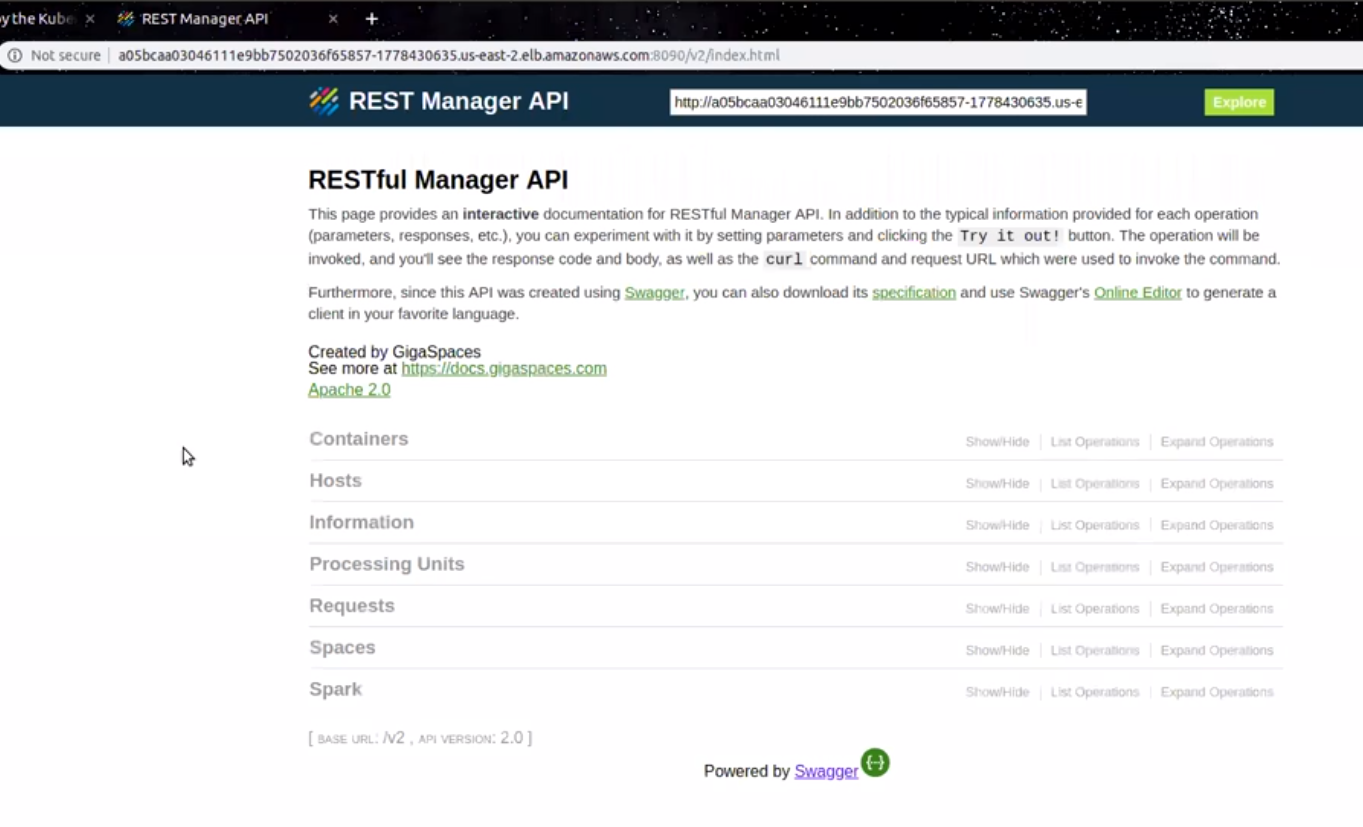 by the Kube
REST Manager API
Not secure a05bcaa03046111e9bb7502036f65857-1778430635.us-east-2.elb.amazonaws.com:8090/v2/index.html
REST Manager API http://a05bcaa03046111e9bb7502036f65857-1778430635.us-e Explore
RESTful Manager API
This page provides an interactive documentation for RESTful Manager API. In addition to the typical information provided for each operation
(parameters, responses, etc.), you can experiment with it by setting parameters and clicking the Try it out! button. The operation will be
invoked, and you'll see the response code and body, as well as the curl command and request URL which were used to invoke the command.
Furthermore, since this API was created using Swagger, you can also download its specification and use Swagger's Online Editor to generate a
client in your favorite language.
Created by GigaSpaces
See more at https://docs.gigaspaces.com
Apache 2.0
Containers Show/Hide List Operations Expand Operations
Hosts Show/Hide List Operations Expand Operations
Information Show/Hide List Operations Expand Operations
Processing Units Show/Hide List Operations Expand Operations
Requests Show/Hide List Operations Expand Operations
Spaces Show/Hide List Operations Expand Operations
Spark Show/Hide List Operations Expand Operations
[ BASE URL: /v2 , API VERSION: 2.0 ]
Powered by Swagger {···}